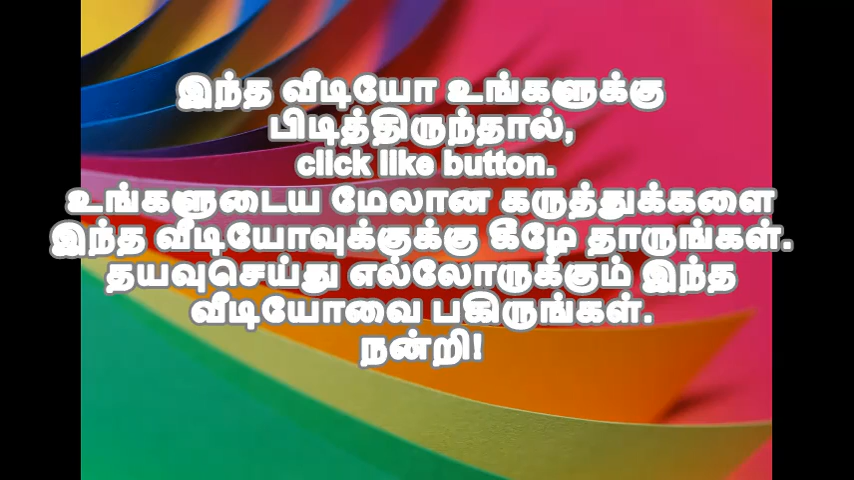 இந்த வீடியோ உங்களுக்கு
பிடித்திருந்தால்,
click like button.
உங்களுடைய மேலான கருத்துக்களை
இந்த வீடியோவுக்குக்கு கீழே தாருங்கள்.
தயவுசெய்து எல்லோருக்கும் இந்த
வீடியோவை பகிருங்கள்.
நன்றி!